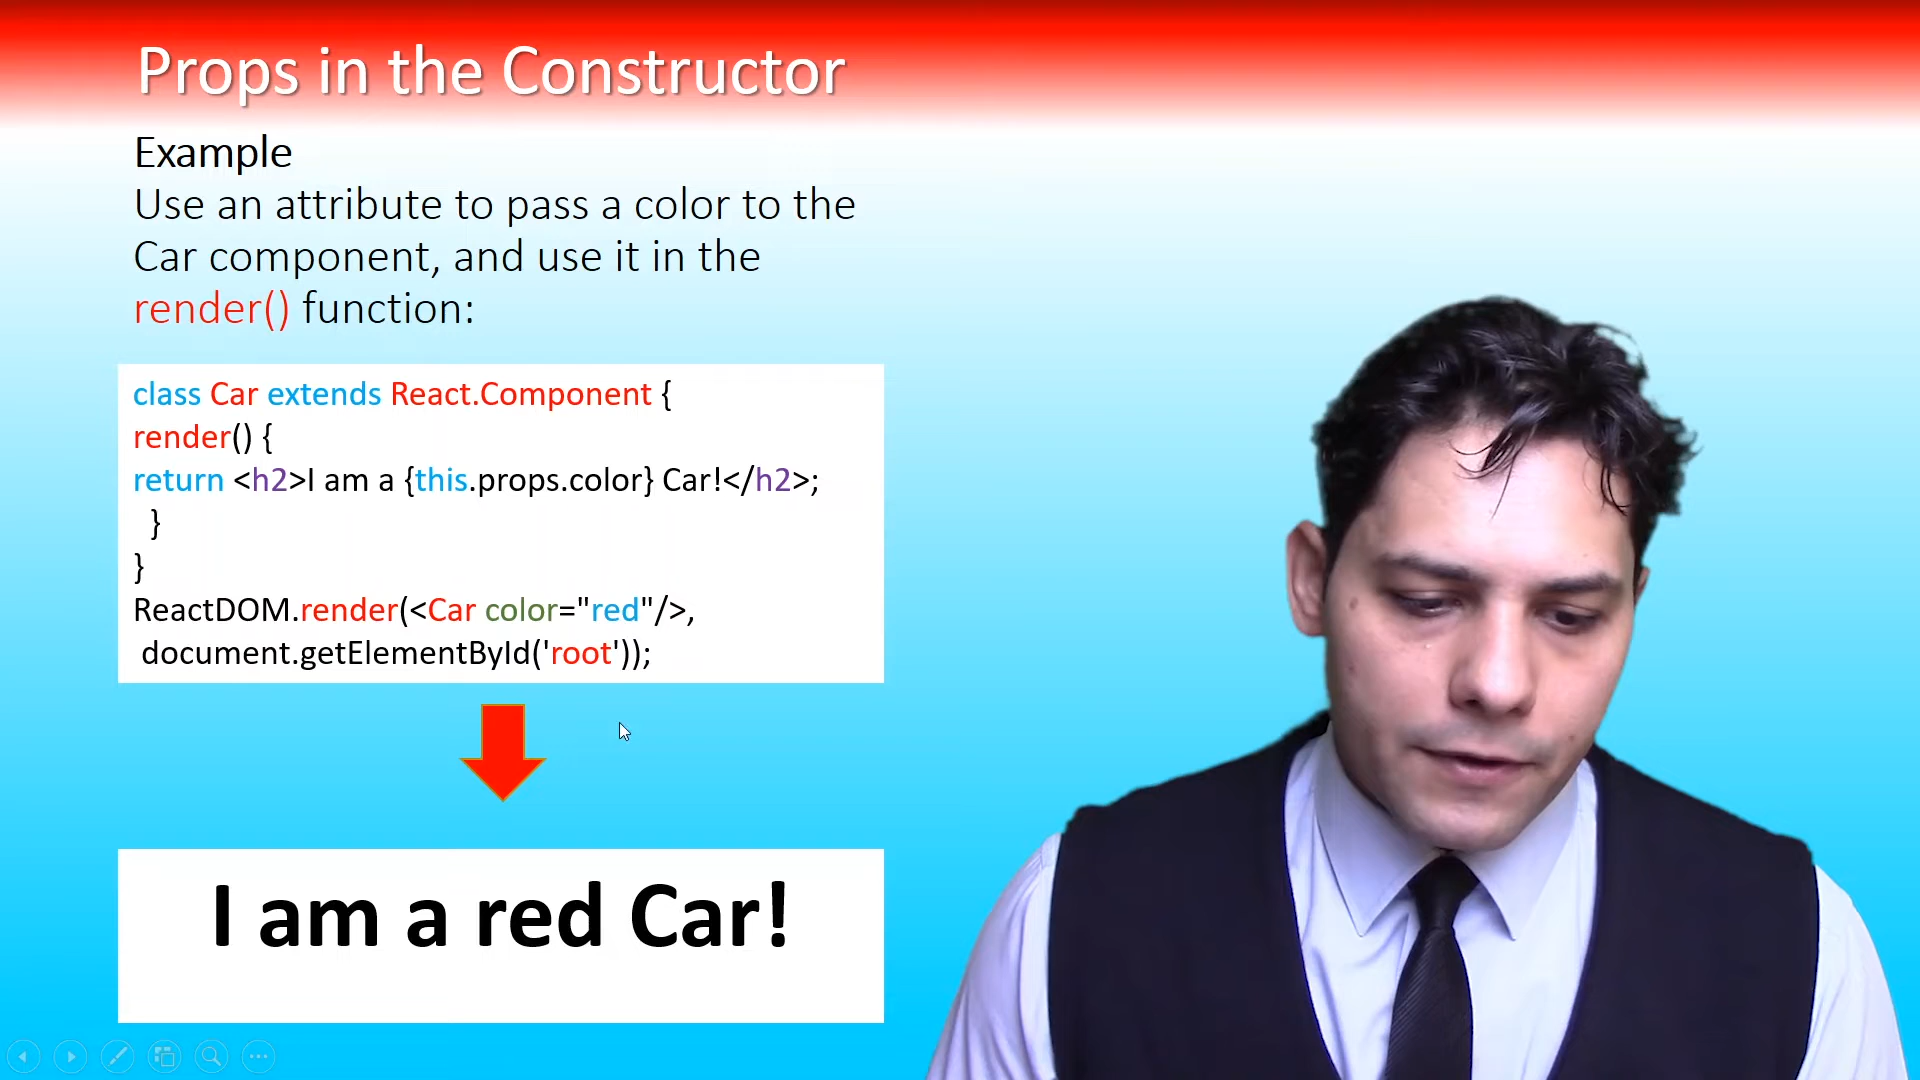 Props in the Constructor
Example
Use an attribute to pass a color to the
Car component, and use it in the
render() function:
class Car extends React.Component {
render() {
return <h2>I am a {this.props.color} Car!</h2>;
}
}
ReactDOM.render(<Car color="red"/>,
document.getElementById('root'));
I am a red Car!